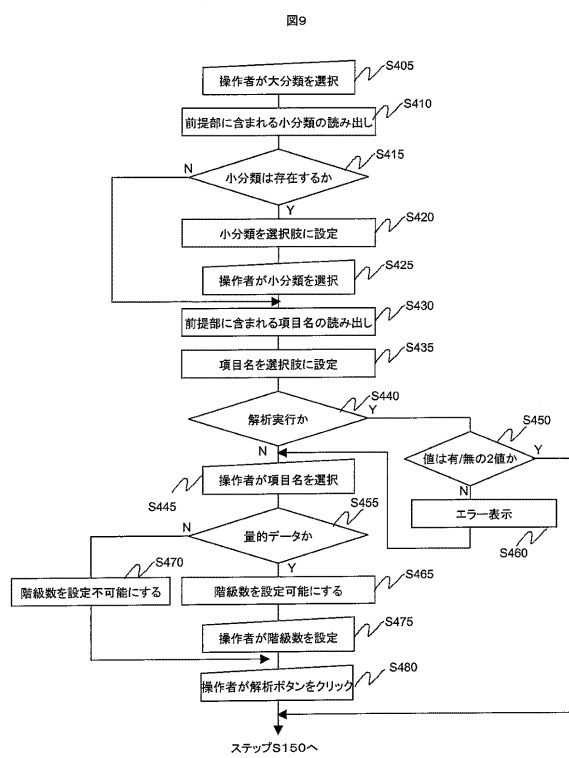 図9
操作者が大分類を選択
S405
前提部に含まれる小分類の読み出し
S410
小分類は存在するか
S415
N
Y
小分類を選択肢に設定
S420
操作者が小分類を選択
S425
前提部に含まれる項目名の読み出し
S430
項目名を選択肢に設定
S435
解析実行か
S440
Y
N
値は有/無の2値か
S450
Y
N
操作者が項目名を選択
S445
エラー表示
S460
量的データか
S455
N
Y
階級数を設定不可能にする
S470
階級数を設定可能にする
S465
操作者が階級数を設定
S475
操作者が解析ボタンをクリック
S480
ステップS150へ